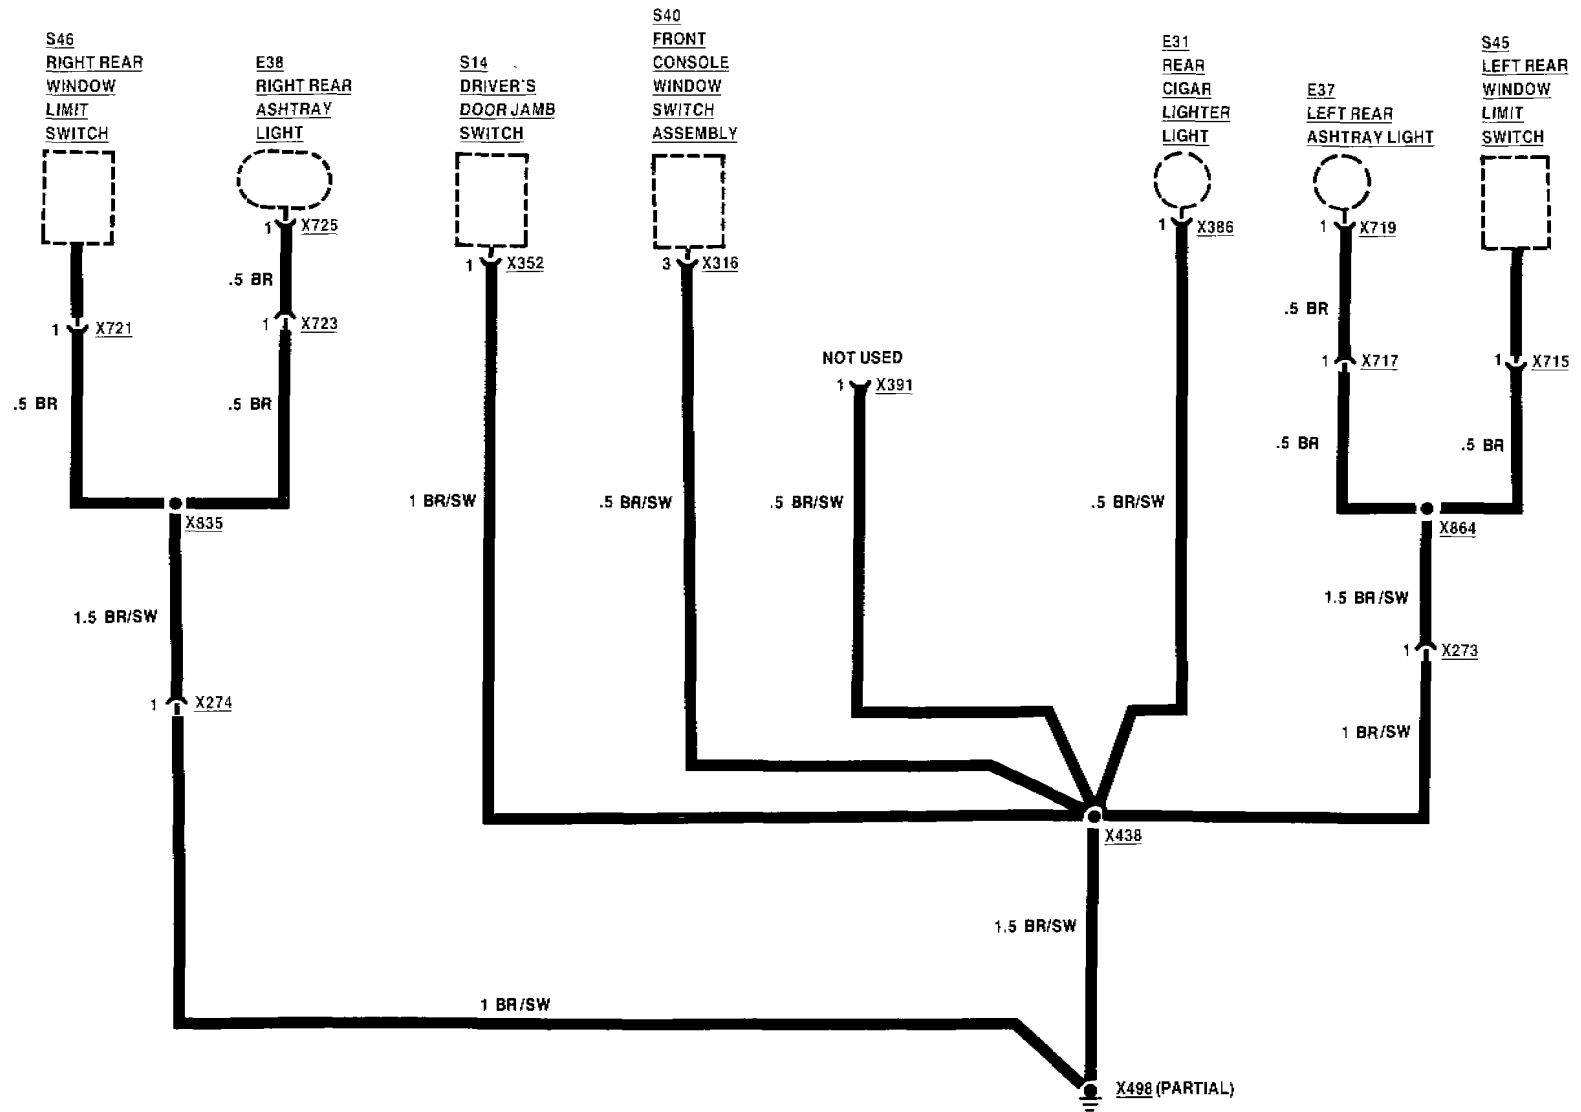 S46
RIGHT REAR
WINDOW
LIMIT
SWITCH
E38
RIGHT REAR
ASHTRAY
LIGHT
S14
DRIVER'S
DOOR JAMB
SWITCH
S40
FRONT
CONSOLE
WINDOW
SWITCH
ASSEMBLY
E31
REAR
CIGAR
LIGHTER
LIGHT
E37
LEFT REAR
ASHTRAY LIGHT
S45
LEFT REAR
WINDOW
LIMIT
SWITCH
1 X725
1 X352
3 X316
1 X386
1 X719
.5 BR
1 X721
1 X723
.5 BR
NOT USED
1 X391
1 X717
1 X715
.5 BR
.5 BR
.5 BR
.5 BR
1 BR/SW
.5 BR/SW
.5 BR/SW
.5 BR/SW
X835
X864
1.5 BR/SW
1.5 BR/SW
1 X274
1 X273
1 BR/SW
X438
1.5 BR/SW
1 BR/SW
X498 (PARTIAL)